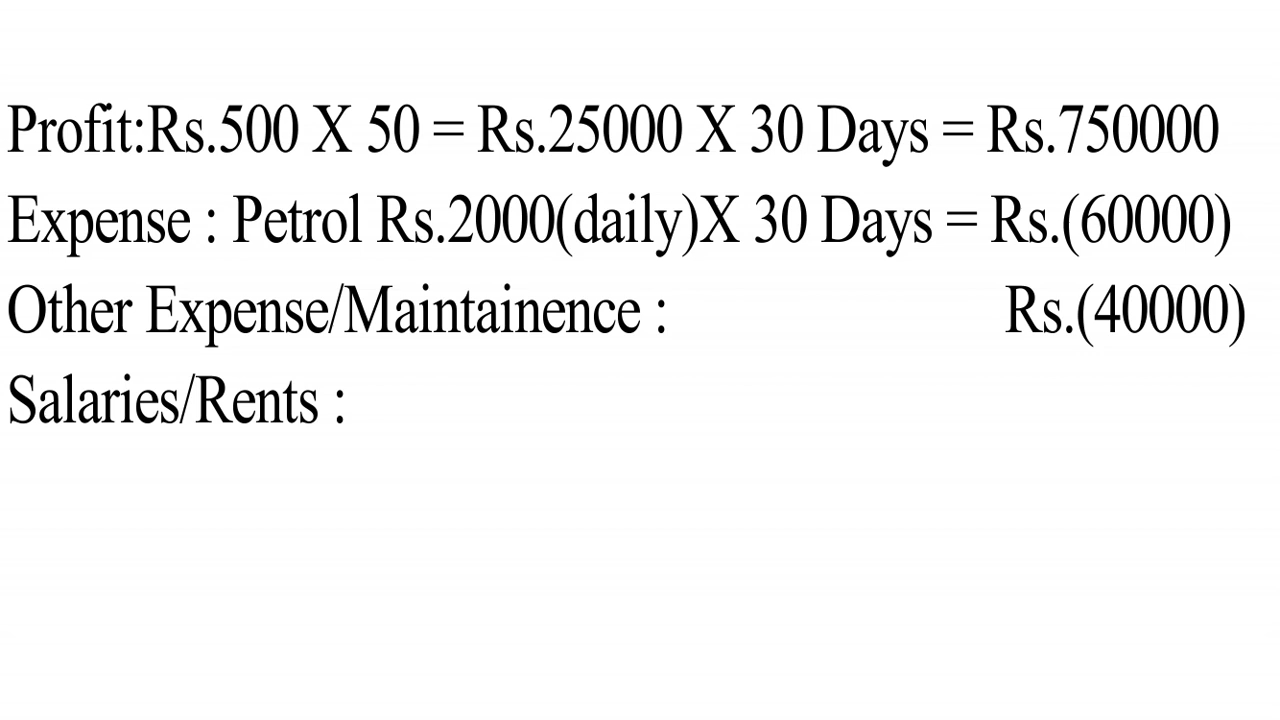 Profit:Rs.500 X 50 = Rs.25000 X 30 Days = Rs.750000
Expense : Petrol Rs.2000(daily)X 30 Days = Rs.(60000)
Other Expense/Maintainence : Rs.(40000)
Salaries/Rents :